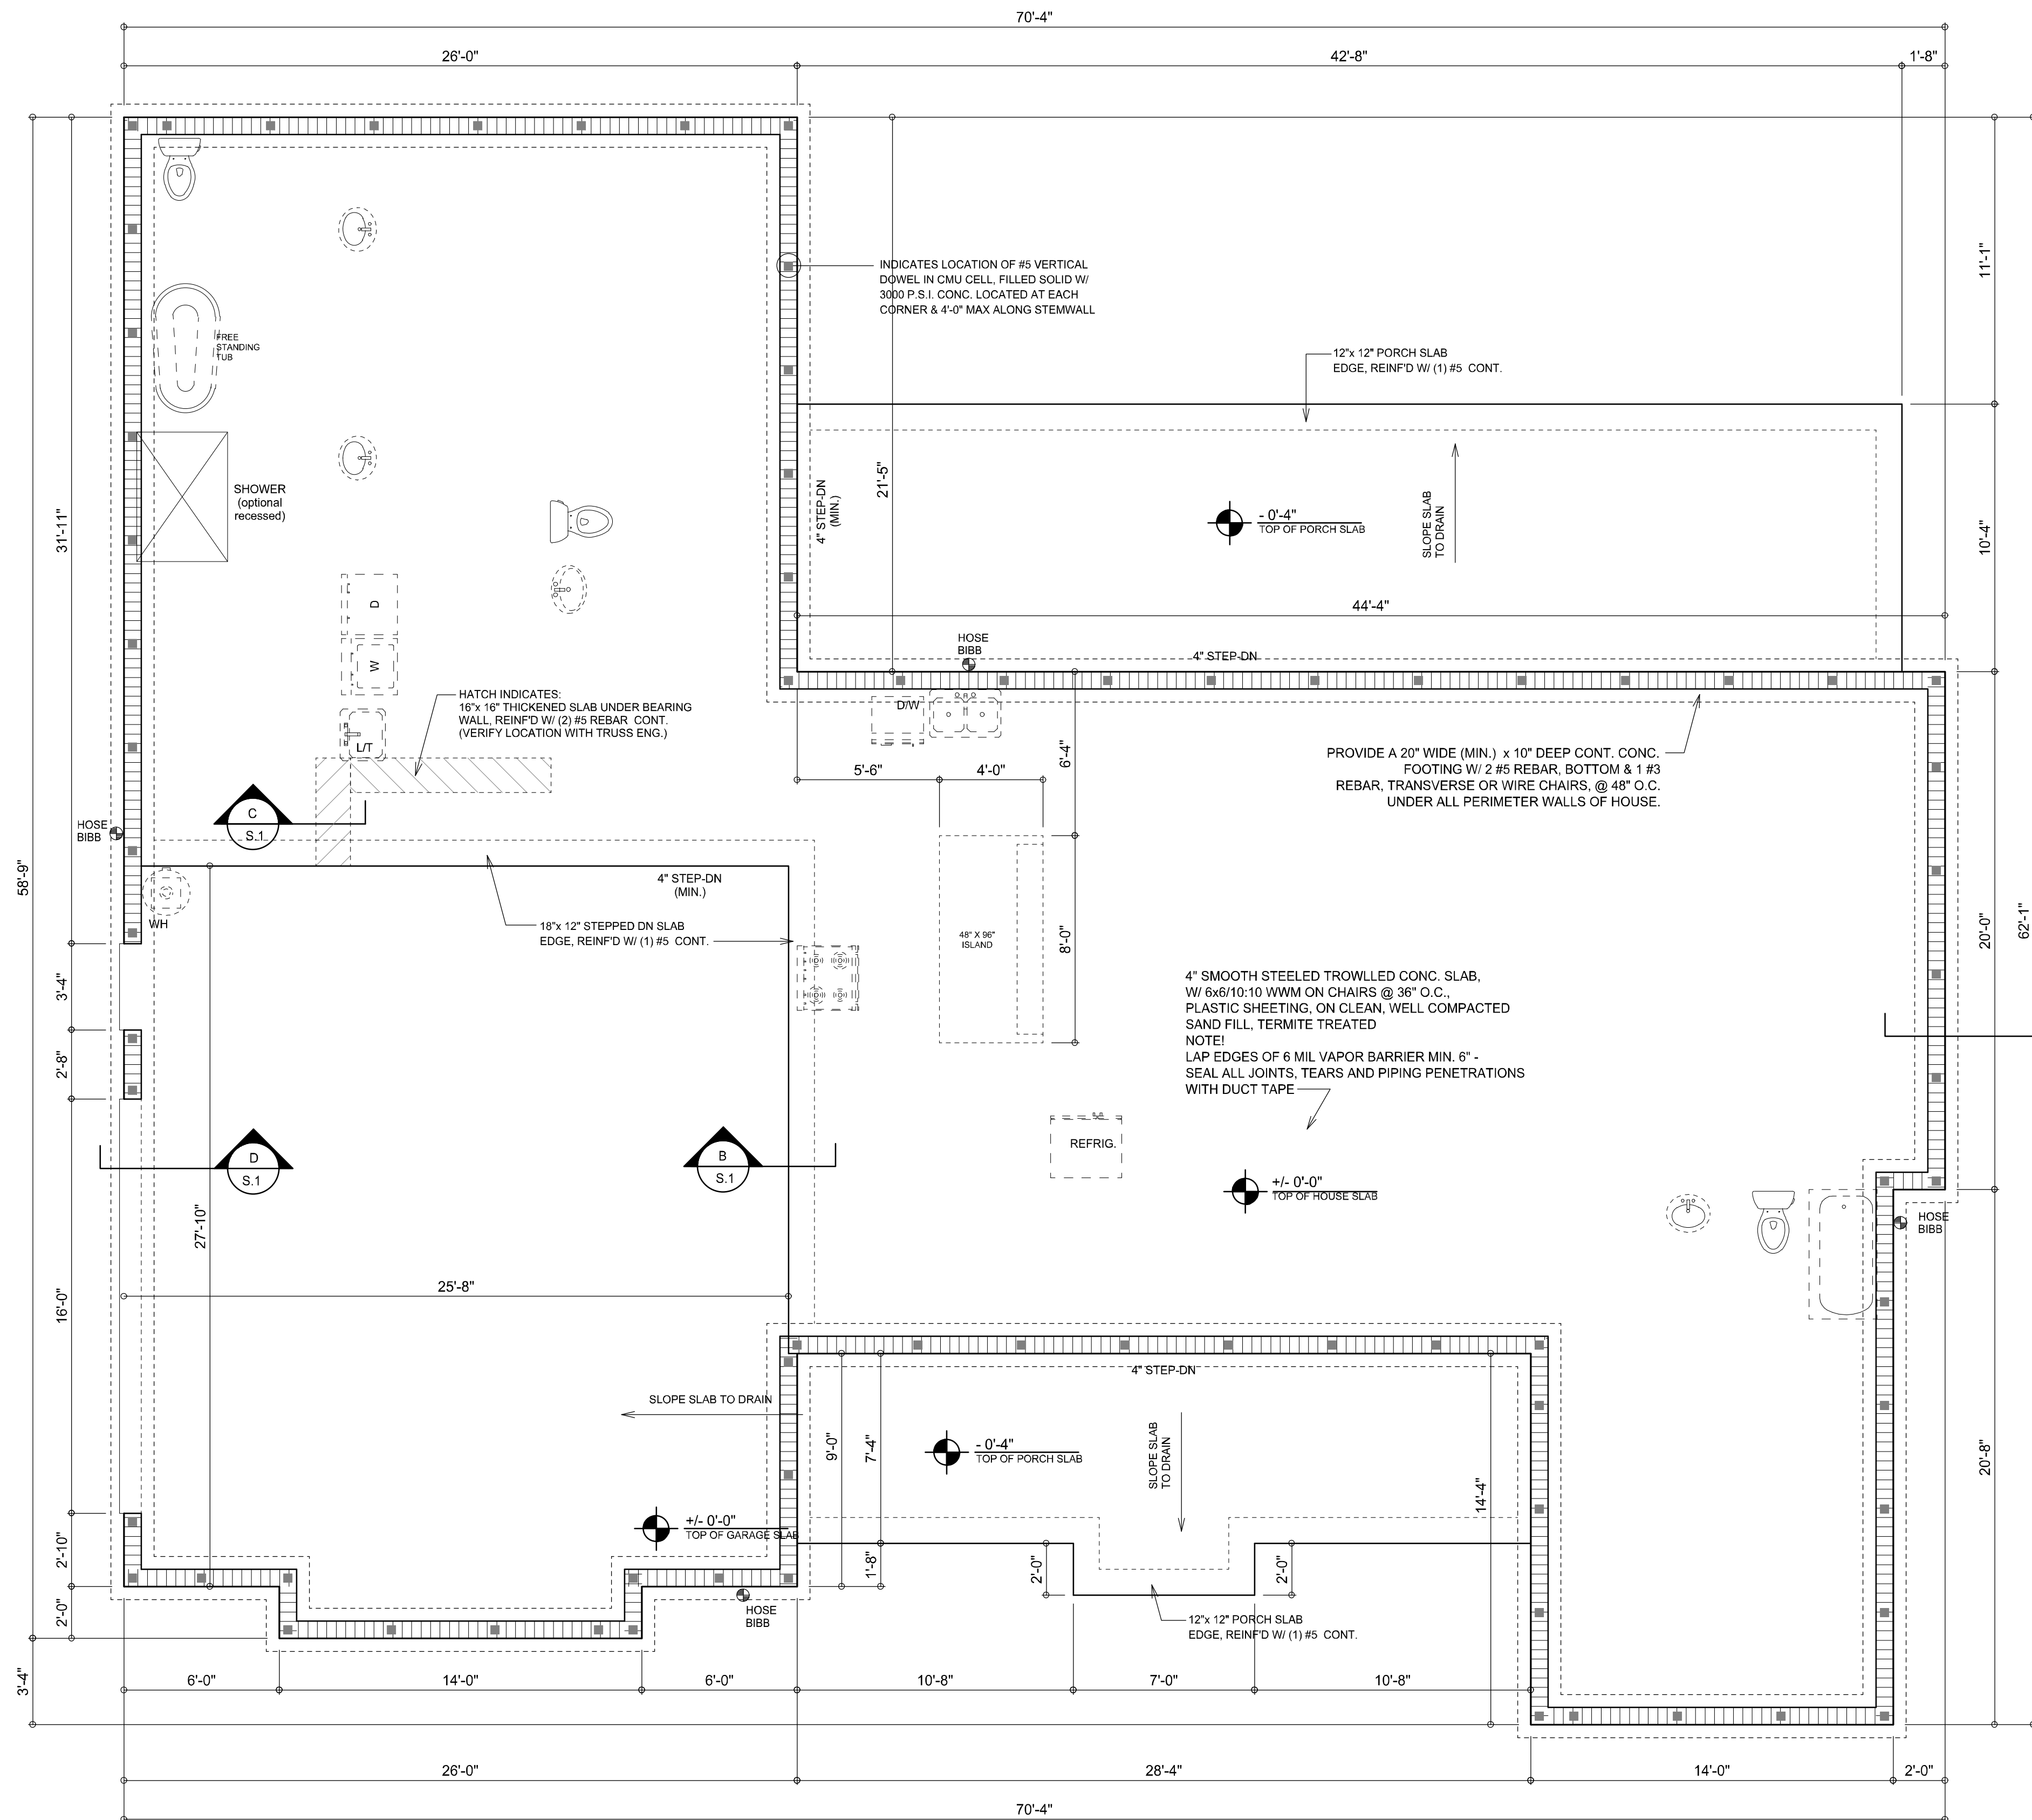 70'-4"
26'-0"
42'-8"
1'-8"
INDICATES LOCATION OF #5 VERTICAL
DOWEL IN CMU CELL, FILLED SOLID W/
3000 P.S.I. CONC. LOCATED AT EACH
CORNER & 4'-0" MAX ALONG STEMWALL
11'-1"
FREE
STANDING
TUB
12"x 12" PORCH SLAB
EDGE, REINF'D W/ (1) #5  CONT.
31'-11"
SHOWER
(optional
recessed)
21'-5"
4" STEP-DN
(MIN.)
- 0'-4"
TOP OF PORCH SLAB
SLOPE SLAB
TO DRAIN
10'-4"
D
44'-4"
W
HOSE
BIBB
4" STEP-DN
HATCH INDICATES:
16"x 16" THICKENED SLAB UNDER BEARING
WALL, REINF'D W/ (2) #5 REBAR  CONT.
(VERIFY LOCATION WITH TRUSS ENG.)
D/W
L/T
6'-4"
5'-6"
4'-0"
PROVIDE A 20" WIDE (MIN.)  x 10" DEEP CONT. CONC.
FOOTING W/ 2 #5 REBAR, BOTTOM & 1 #3
REBAR, TRANSVERSE OR WIRE CHAIRS, @ 48" O.C.
UNDER ALL PERIMETER WALLS OF HOUSE.
C
S.1
HOSE
BIBB
58'-9"
4" STEP-DN
(MIN.)
WH
18"x 12" STEPPED DN SLAB
EDGE, REINF'D W/ (1) #5  CONT.
48" X 96"
ISLAND
8'-0"
20'-0"
62'-1"
3'-4"
4" SMOOTH STEELED TROWLLED CONC. SLAB,
W/ 6x6/10:10 WWM ON CHAIRS @ 36" O.C.,
PLASTIC SHEETING, ON CLEAN, WELL COMPACTED
SAND FILL, TERMITE TREATED
NOTE!
LAP EDGES OF 6 MIL VAPOR BARRIER MIN. 6" -
SEAL ALL JOINTS, TEARS AND PIPING PENETRATIONS
WITH DUCT TAPE
2'-8"
REFRIG.
D
S.1
B
S.1
+/- 0'-0"
TOP OF HOUSE SLAB
HOSE
BIBB
27'-10"
25'-8"
16'-0"
4" STEP-DN
SLOPE SLAB TO DRAIN
9'-0"
7'-4"
- 0'-4"
TOP OF PORCH SLAB
SLOPE SLAB
TO DRAIN
14'-4"
20'-8"
+/- 0'-0"
TOP OF GARAGE SLAB
2'-10"
1'-8"
2'-0"
2'-0"
2'-0"
HOSE
BIBB
12"x 12" PORCH SLAB
EDGE, REINF'D W/ (1) #5  CONT.
3'-4"
6'-0"
14'-0"
6'-0"
10'-8"
7'-0"
10'-8"
26'-0"
28'-4"
14'-0"
2'-0"
70'-4"